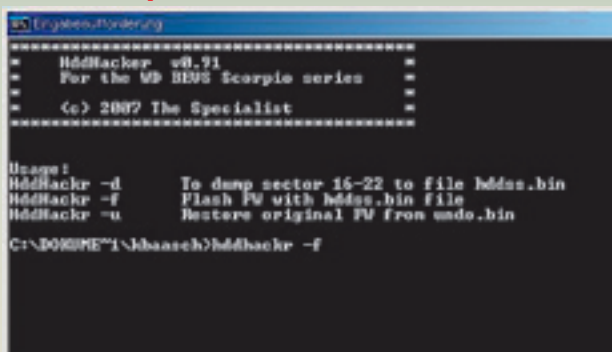 Eingabeaufforderung
HddHacker v0.91
For the WD BEVS Scorpio series
(c) 2007 The Specialist
Usage:
HddHackr -d To dump sector 16-22 to file hddss.bin
HddHackr -f Flash FW with hddss.bin file
HddHackr -u Restore original FW from undo.bin
C:\DOKUME~1\kbaasch>hddhackr -f